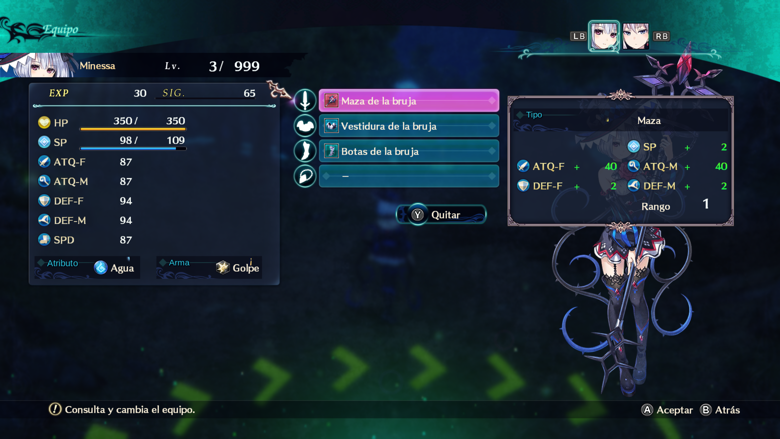 Equipo
LB RB
Minessa Lv. 3/ 999
EXP 30 SIG. 65
HP 350/ 350
SP 98/ 109
ATQ-F 87
ATQ-M 87
DEF-F 94
DEF-M 94
SPD 87
Atributo Agua
Arma Golpe
Maza de la bruja
Vestidura de la bruja
Botas de la bruja
—
Y Quitar
Tipo
Maza
SP + 2
ATQ-F + 40 ATQ-M + 40
DEF-F + 2 DEF-M + 2
Rango 1
Consulta y cambia el equipo.
A Aceptar B Atrás